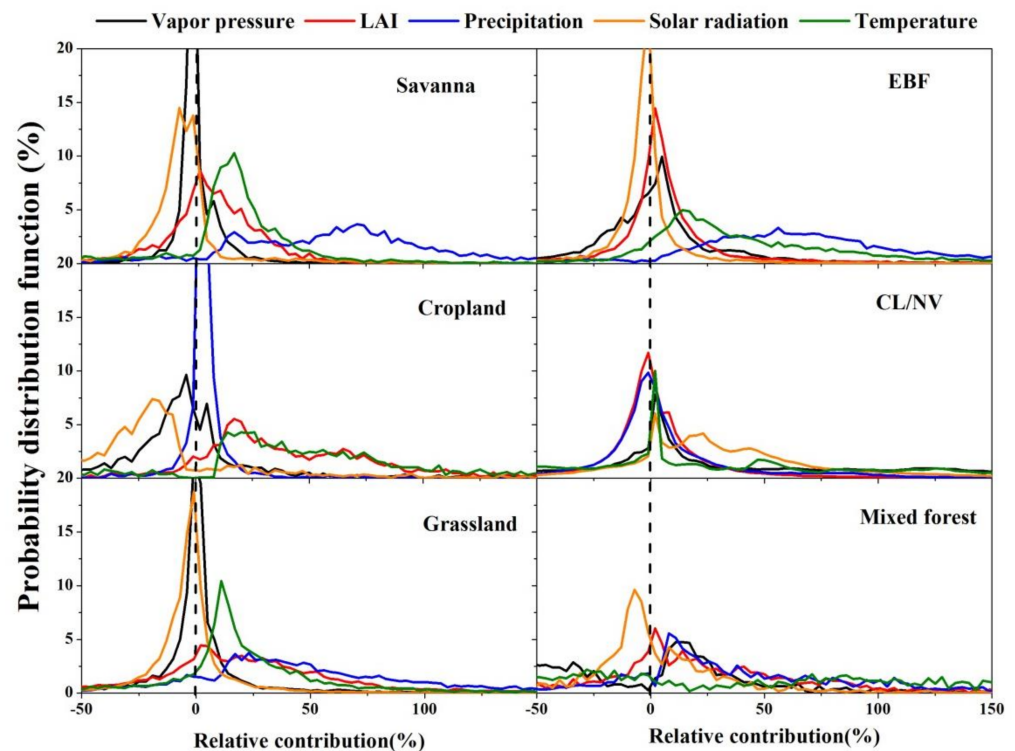 Vapor pressure LAI Precipitation Solar radiation Temperature
Probability distribution function (%)
20
15
10
5
Savanna
EBF
20
15
10
5
Cropland
CL/NV
20
15
10
5
0
Grassland
Mixed forest
-50 0 50 100 -50 0 50 100 150
Relative contribution(%) Relative contribution(%)